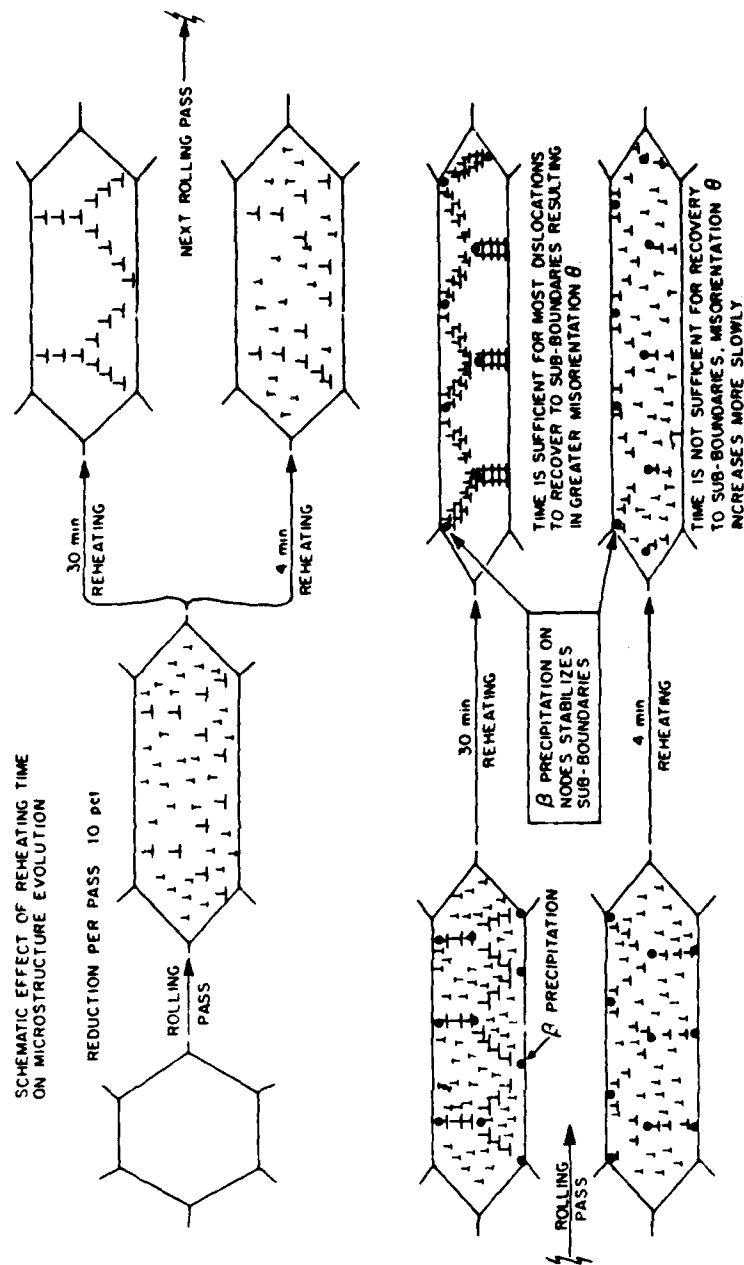 SCHEMATIC EFFECT OF REHEATING TIME
ON MICROSTRUCTURE EVOLUTION
REDUCTION PER PASS 10 pct
ROLLING
PASS
30 min
REHEATING
4 min
REHEATING
NEXT ROLLING PASS
ROLLING
PASS
β PRECIPITATION
30 min
REHEATING
β PRECIPITATION ON
NODES STABILIZES
SUB-BOUNDARIES
4 min
REHEATING
TIME IS SUFFICIENT FOR MOST DISLOCATIONS
TO RECOVER TO SUB-BOUNDARIES RESULTING
IN GREATER MISORIENTATION θ
TIME IS NOT SUFFICIENT FOR RECOVERY
TO SUB-BOUNDARIES, MISORIENTATION θ
INCREASES MORE SLOWLY